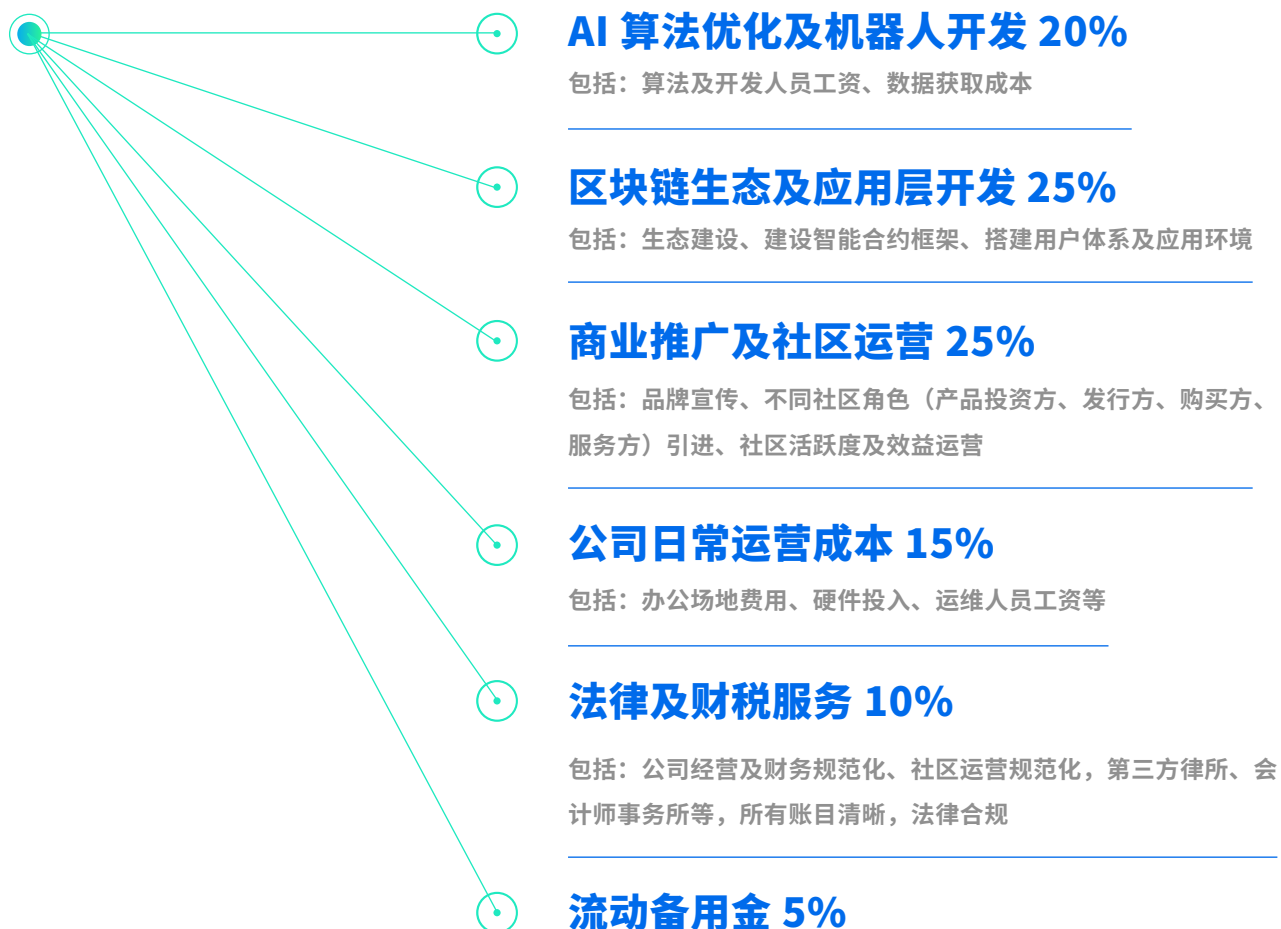 AI 算法优化及机器人开发 20%
包括：算法及开发人员工资、数据获取成本
区块链生态及应用层开发 25%
包括：生态建设、建设智能合约框架、搭建用户体系及应用环境
商业推广及社区运营 25%
包括：品牌宣传、不同社区角色（产品投资方、发行方、购买方、
服务方）引进、社区活跃度及效益运营
公司日常运营成本 15%
包括：办公场地费用、硬件投入、运维人员工资等
法律及财税服务 10%
包括：公司经营及财务规范化、社区运营规范化，第三方律所、会
计师事务所等，所有账目清晰，法律合规
流动备用金 5%